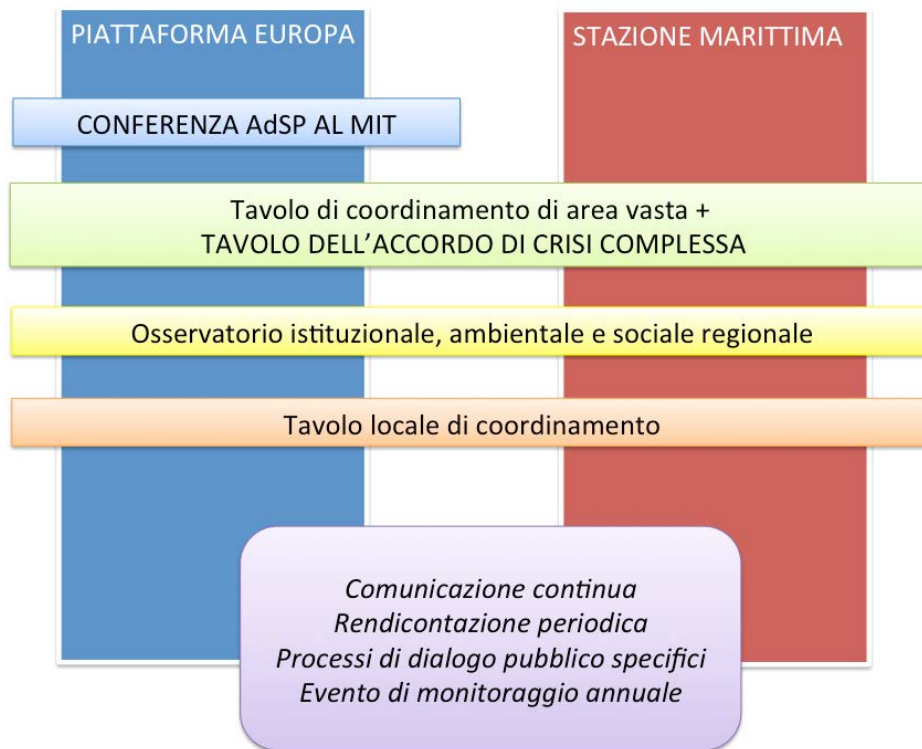 PIATTAFORMA EUROPA
STAZIONE MARITTIMA
CONFERENZA AdSP AL MIT
Tavolo di coordinamento di area vasta +
TAVOLO DELL’ACCORDO DI CRISI COMPLESSA
Osservatorio istituzionale, ambientale e sociale regionale
Tavolo locale di coordinamento
Comunicazione continua
Rendicontazione periodica
Processi di dialogo pubblico specifici
Evento di monitoraggio annuale